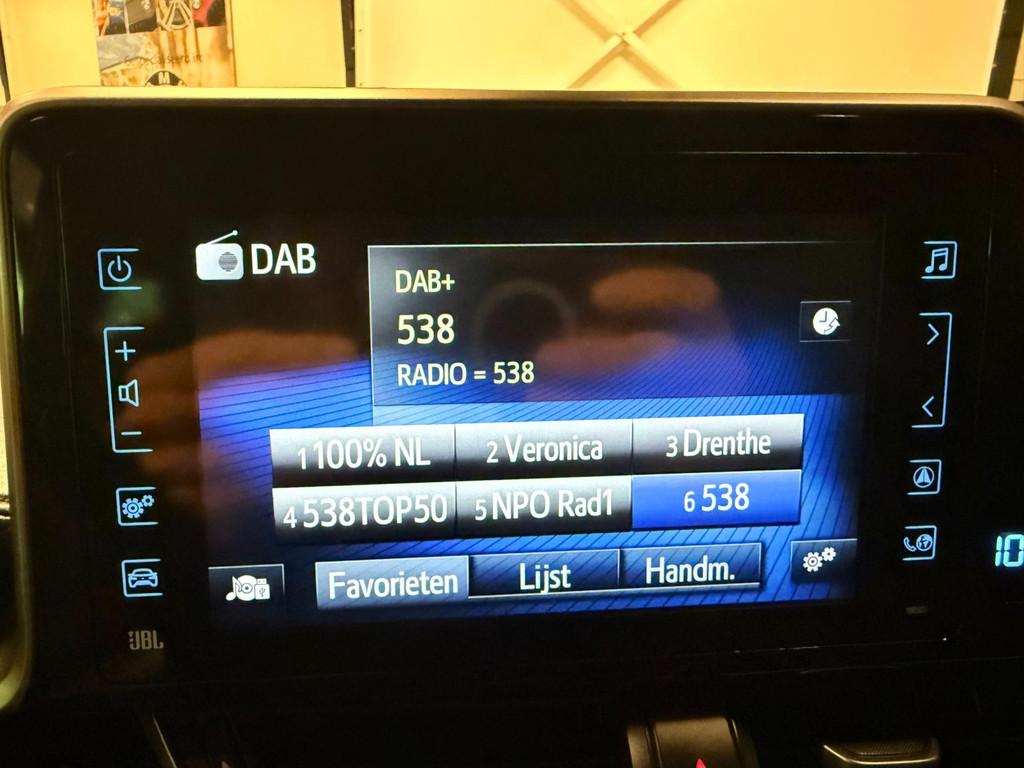 DAB
DAB+
538
RADIO = 538
1 100% NL
2 Veronica
3 Drenthe
4 538TOP50
5 NPO Rad1
6 538
Favorieten
Lijst
Handm.
JBL
10